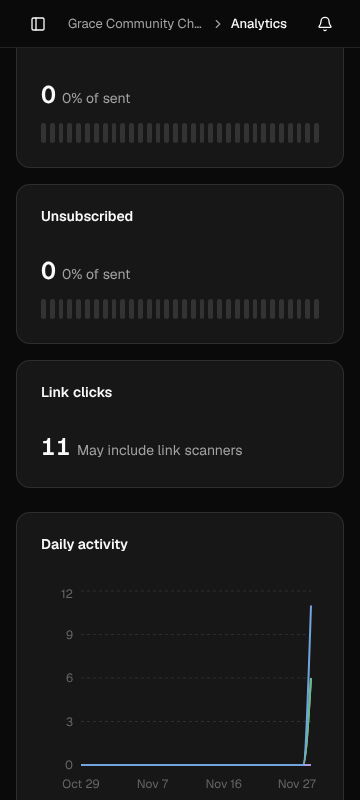 Grace Community Ch... > Analytics
0 0% of sent
Unsubscribed
0 0% of sent
Link clicks
11 May include link scanners
Daily activity
12
9
6
3
0
Oct 29 Nov 7 Nov 16 Nov 27